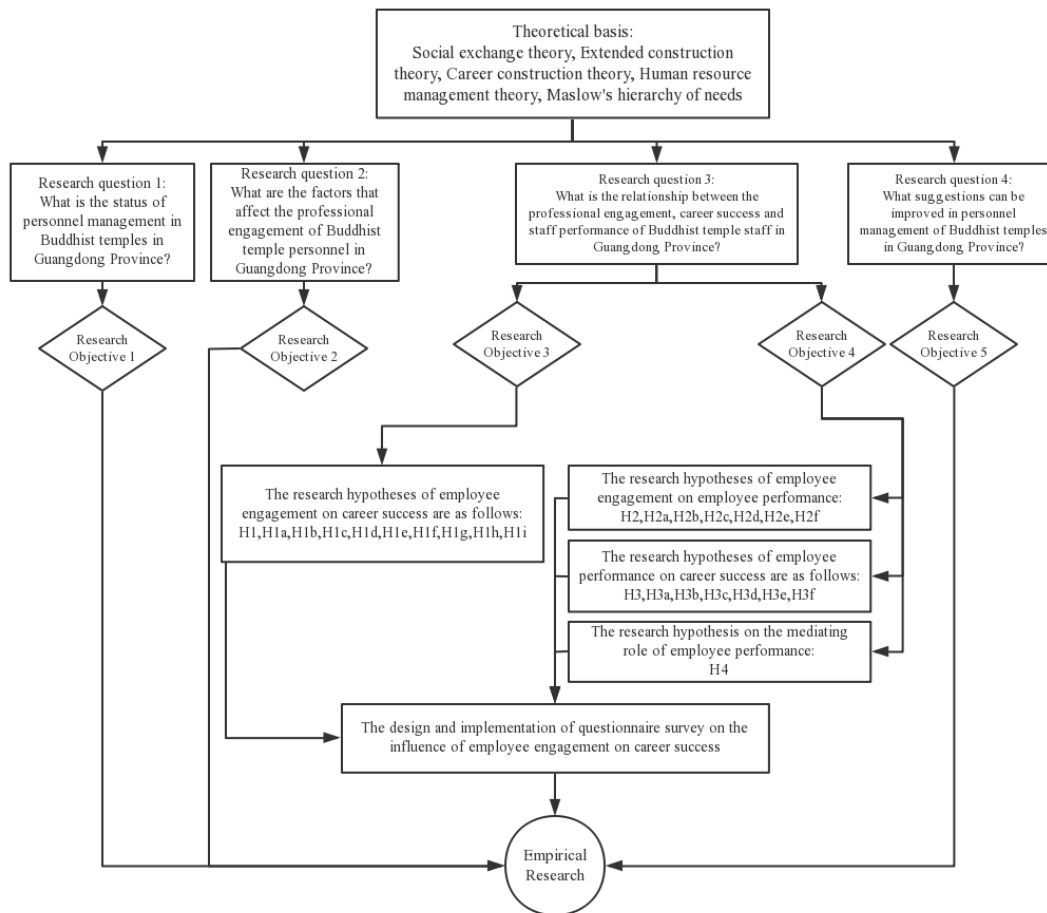 Theoretical basis:
Social exchange theory, Extended construction
theory, Career construction theory, Human resource
management theory, Maslow's hierarchy of needs
Research question 1:
What is the status of
personnel management in
Buddhist temples in
Guangdong Province?
Research question 2:
What are the factors that
affect the professional
engagement of Buddhist
temple personnel in
Guangdong Province?
Research question 3:
What is the relationship between the
professional engagement, career success and
staff performance of Buddhist temple staff in
Guangdong Province?
Research question 4:
What suggestions can be
improved in personnel
management of Buddhist temples
in Guangdong Province?
Research
Objective 1
Research
Objective 2
Research
Objective 3
Research
Objective 4
Research
Objective 5
The research hypotheses of employee
engagement on career success are as follows:
H1,H1a,H1b,H1c,H1d,H1e,H1f,H1g,H1h,H1i
The research hypotheses of employee
engagement on employee performance:
H2,H2a,H2b,H2c,H2d,H2e,H2f
The research hypotheses of employee
performance on career success are as follows:
H3,H3a,H3b,H3c,H3d,H3e,H3f
The research hypothesis on the mediating
role of employee performance:
H4
The design and implementation of questionnaire survey on the
influence of employee engagement on career success
Empirical
Research